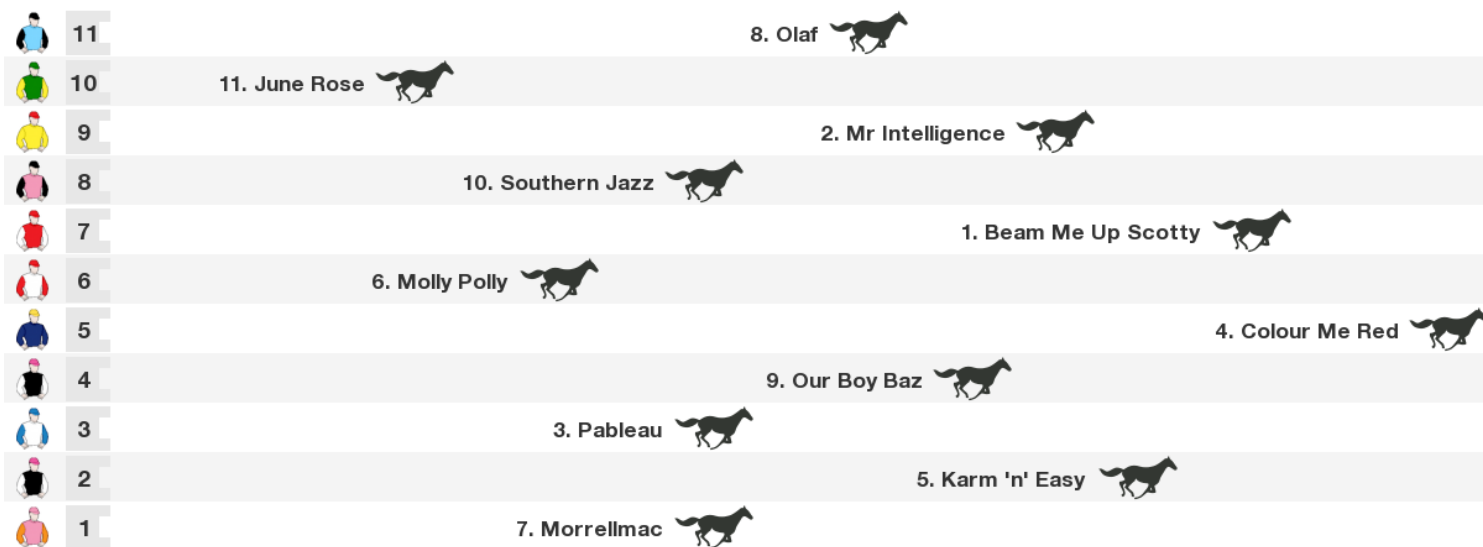 11 8. Olaf
10 11. June Rose
9 2. Mr Intelligence
8 10. Southern Jazz
7 1. Beam Me Up Scotty
6 6. Molly Polly
5 4. Colour Me Red
4 9. Our Boy Baz
3 3. Pableau
2 5. Karm 'n' Easy
1 7. Morrellmac